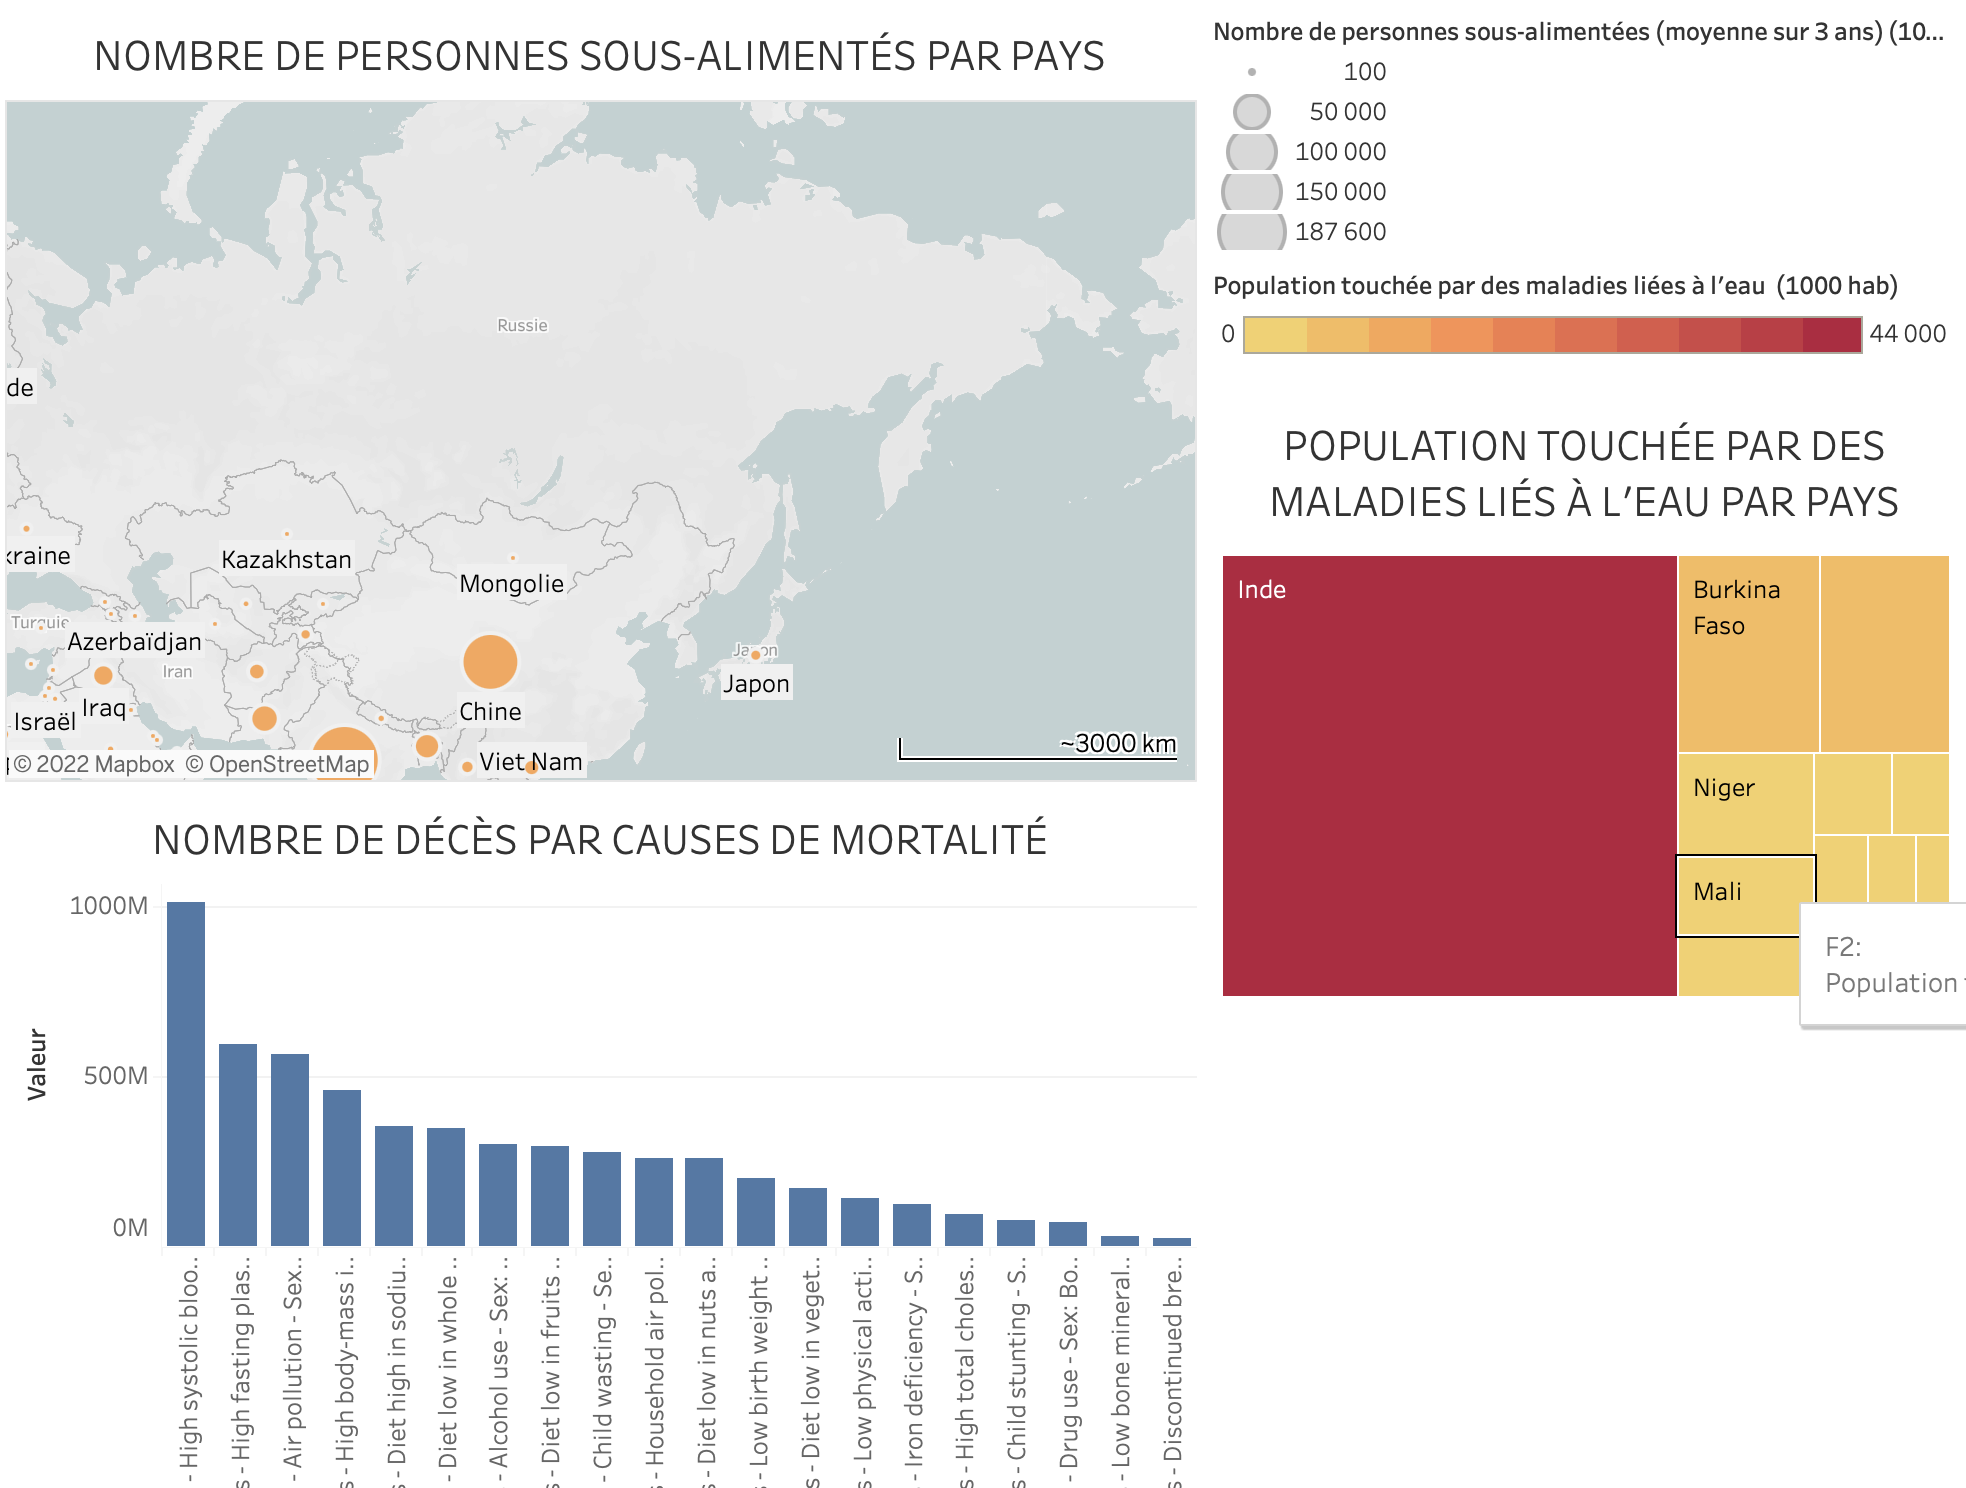 NOMBRE DE PERSONNES SOUS-ALIMENTÉS PAR PAYS
Russie
de
kraine
Kazakhstan
Mongolie
Turquie
Azerbaïdjan
Iran
Japon
Japon
Israël
Iraq
Chine
Viet Nam
© 2022 Mapbox © OpenStreetMap
~3000 km
Nombre de personnes sous-alimentées (moyenne sur 3 ans) (10...
100
50 000
100 000
150 000
187 600
Population touchée par des maladies liées à l'eau (1000 hab)
0
44 000
POPULATION TOUCHÉE PAR DES
MALADIES LIÉS À L'EAU PAR PAYS
Inde
Burkina
Faso
Niger
Mali
F2:
Population
NOMBRE DE DÉCÈS PAR CAUSES DE MORTALITÉ
Valeur
1000M
500M
0M
- High systolic bloo..
s - High fasting plas..
- Air pollution - Sex..
s - High body-mass i..
s - Diet high in sodiu..
- Diet low in whole ..
- Alcohol use - Sex: ..
s - Diet low in fruits ..
- Child wasting - Se..
s - Household air pol..
s - Diet low in nuts a..
s - Low birth weight ..
s - Diet low in veget..
s - Low physical acti..
- Iron deficiency - S..
s - High total choles..
s - Child stunting - S..
- Drug use - Sex: Bo..
- Low bone mineral..
s - Discontinued bre..